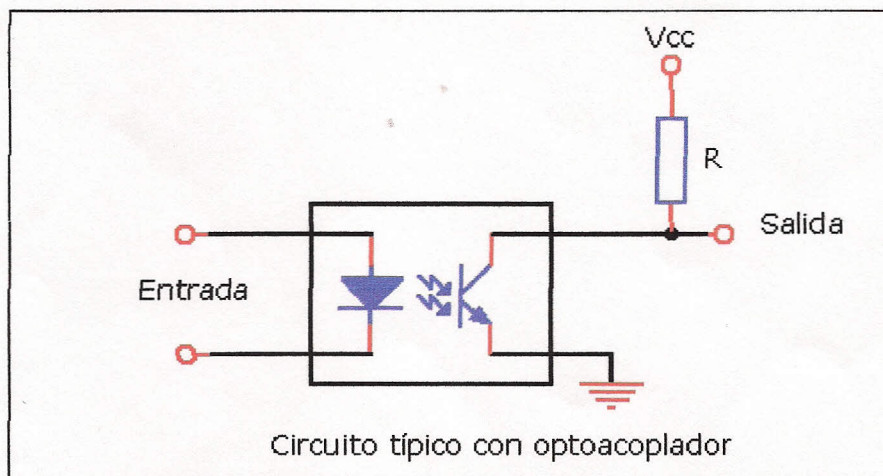 Vcc
R
Salida
Entrada
Circuito típico con optoacoplador